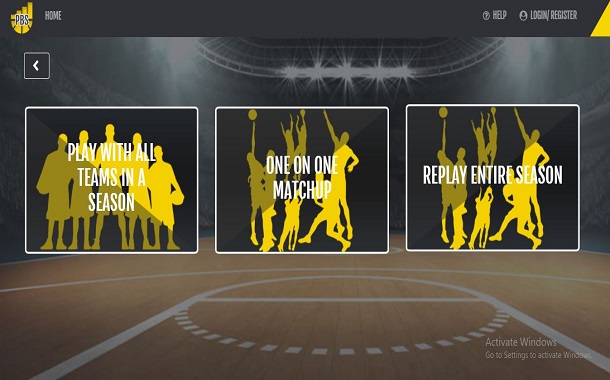 PBS
HOME
HELP
LOGIN/ REGISTER
PLAY WITH ALL
TEAMS IN A
SEASON
ONE ON ONE
MATCHUP
REPLAY ENTIRE SEASON
Activate Windows
Go to Settings to activate Windows.